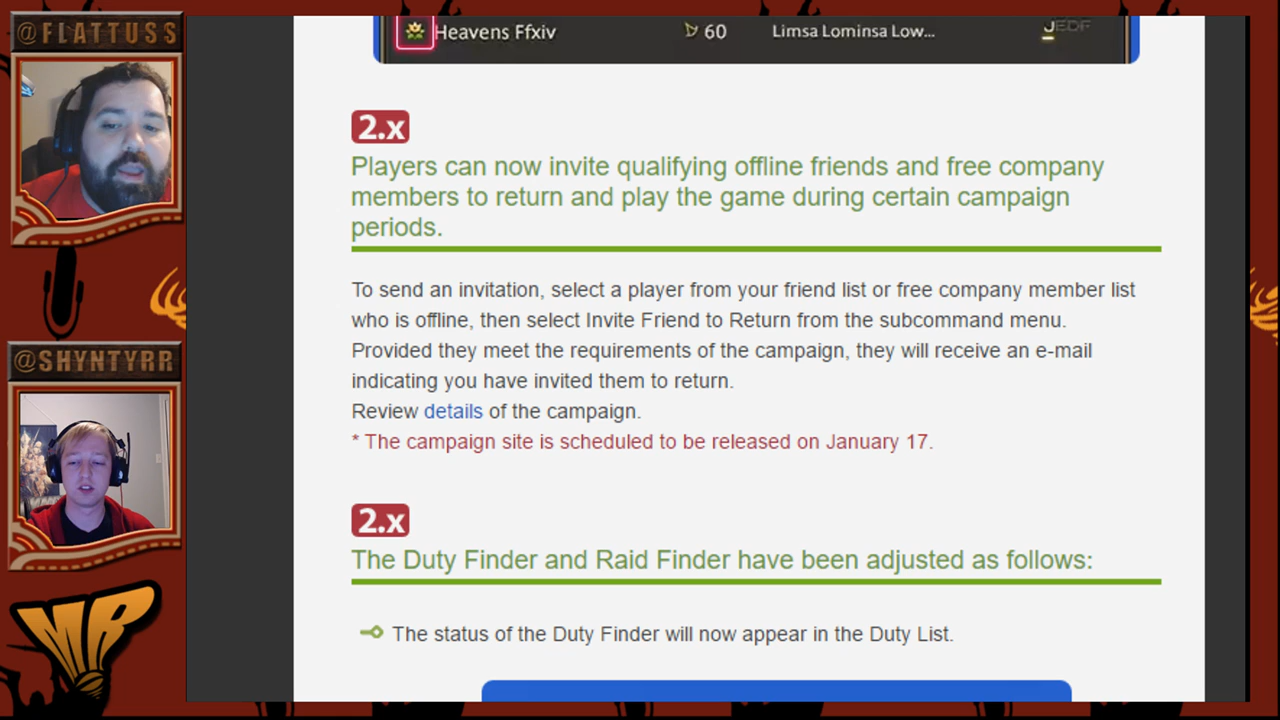 @FLATTUSS
Heavens Ffxiv 60 Limsa Lominsa Low...
2.x
Players can now invite qualifying offline friends and free company
members to return and play the game during certain campaign
periods.
To send an invitation, select a player from your friend list or free company member list
who is offline, then select Invite Friend to Return from the subcommand menu.
Provided they meet the requirements of the campaign, they will receive an e-mail
indicating you have invited them to return.
Review details of the campaign.
* The campaign site is scheduled to be released on January 17.
@SHYNTYRR
2.x
The Duty Finder and Raid Finder have been adjusted as follows:
The status of the Duty Finder will now appear in the Duty List.
MR